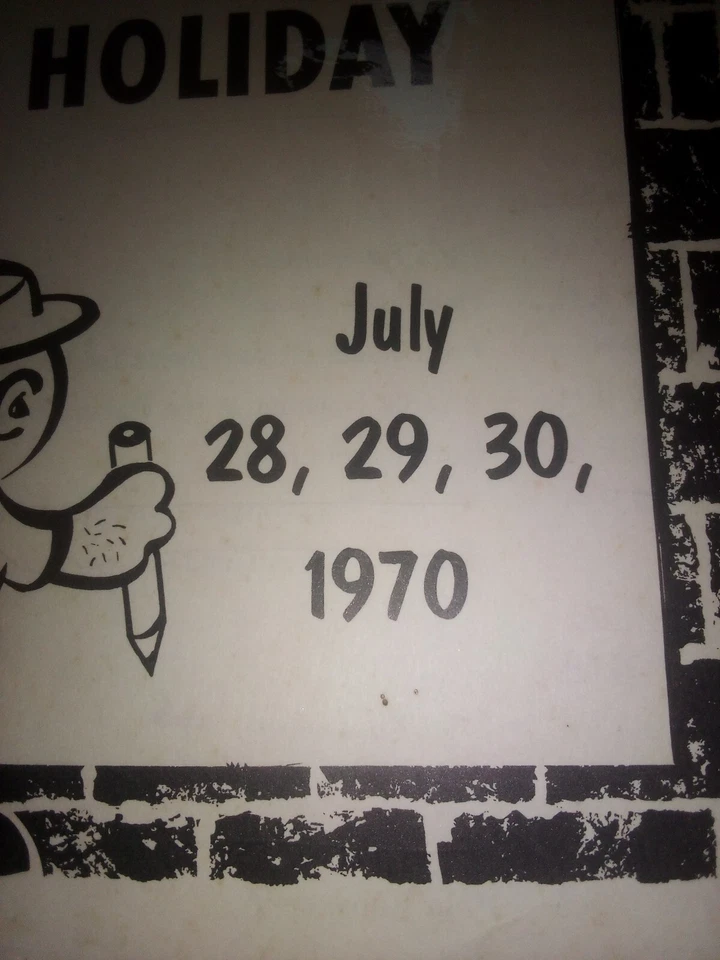 HOLIDAY
July
28, 29, 30,
1970